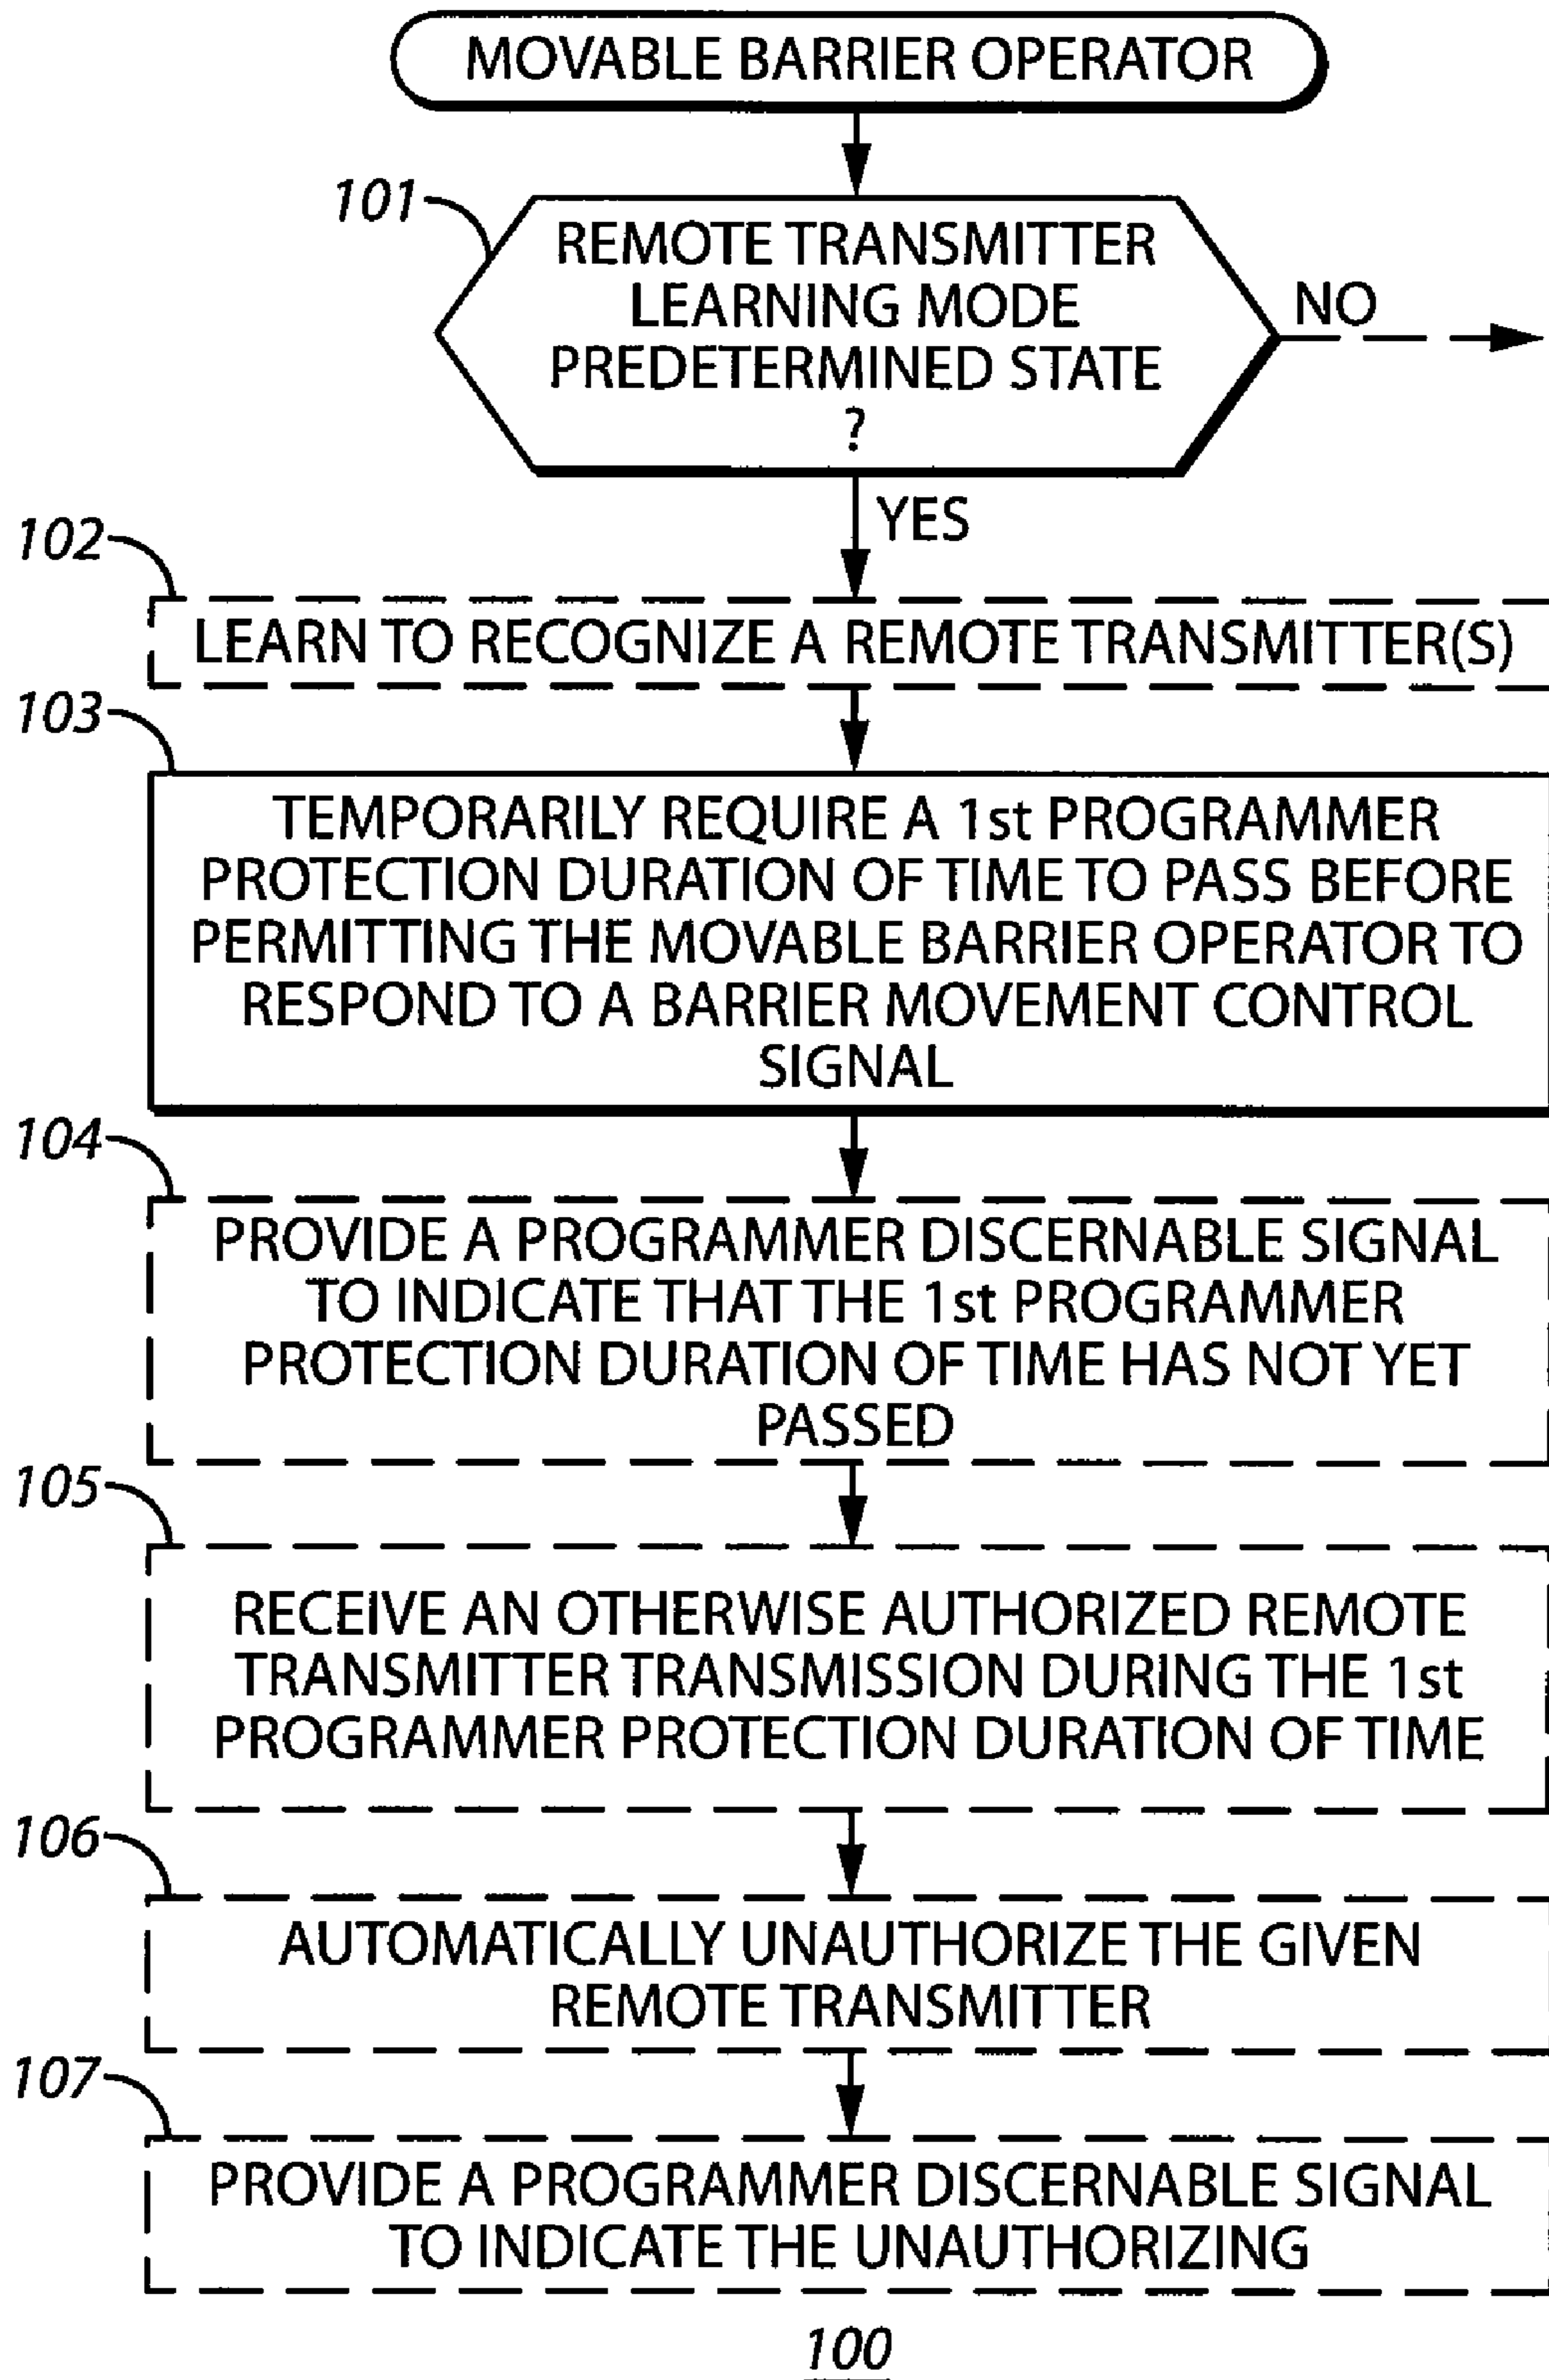 MOVABLE BARRIER OPERATOR
101
REMOTE TRANSMITTER
LEARNING MODE
PREDETERMINED STATE
?
NO
YES
102
LEARN TO RECOGNIZE A REMOTE TRANSMITTER(S)
103
TEMPORARILY REQUIRE A 1st PROGRAMMER
PROTECTION DURATION OF TIME TO PASS BEFORE
PERMITTING THE MOVABLE BARRIER OPERATOR TO
RESPOND TO A BARRIER MOVEMENT CONTROL
SIGNAL
104
PROVIDE A PROGRAMMER DISCERNABLE SIGNAL
TO INDICATE THAT THE 1st PROGRAMMER
PROTECTION DURATION OF TIME HAS NOT YET
PASSED
105
RECEIVE AN OTHERWISE AUTHORIZED REMOTE
TRANSMITTER TRANSMISSION DURING THE 1st
PROGRAMMER PROTECTION DURATION OF TIME
106
AUTOMATICALLY UNAUTHORIZE THE GIVEN
REMOTE TRANSMITTER
107
PROVIDE A PROGRAMMER DISCERNABLE SIGNAL
TO INDICATE THE UNAUTHORIZING
100